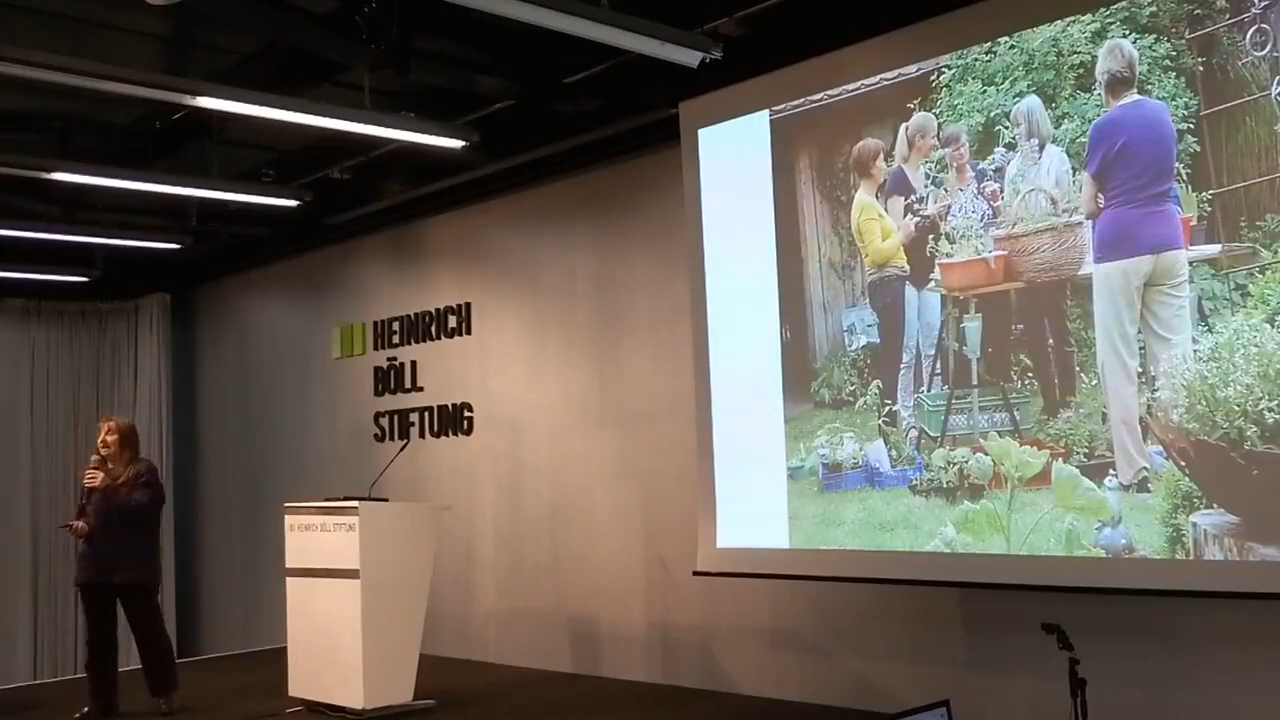 HEINRICH
BÖLL
STIFTUNG
HEINRICH BÖLL STIFTUNG